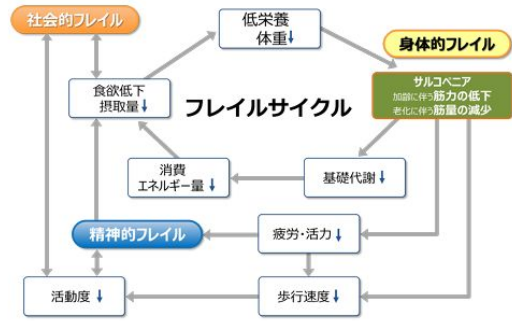 社会的フレイル
低栄養
体重↓
身体的フレイル
食欲低下
摂取量↓
フレイルサイクル
サルコペニア
加齢に伴う筋力の低下
老化に伴う筋量の減少
消費
エネルギー量↓
基礎代謝↓
精神的フレイル
疲労・活力↓
活動度↓
歩行速度↓